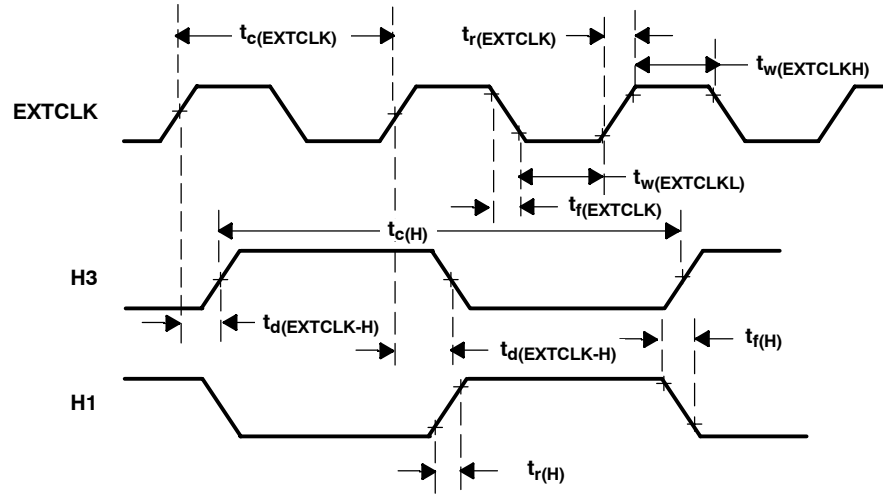 tc(EXTCLK)
tr(EXTCLK)
tw(EXTCLKH)
EXTCLK
tw(EXTCLKL)
tf(EXTCLK)
tc(H)
H3
td(EXTCLK-H)
td(EXTCLK-H)
tf(H)
H1
tr(H)